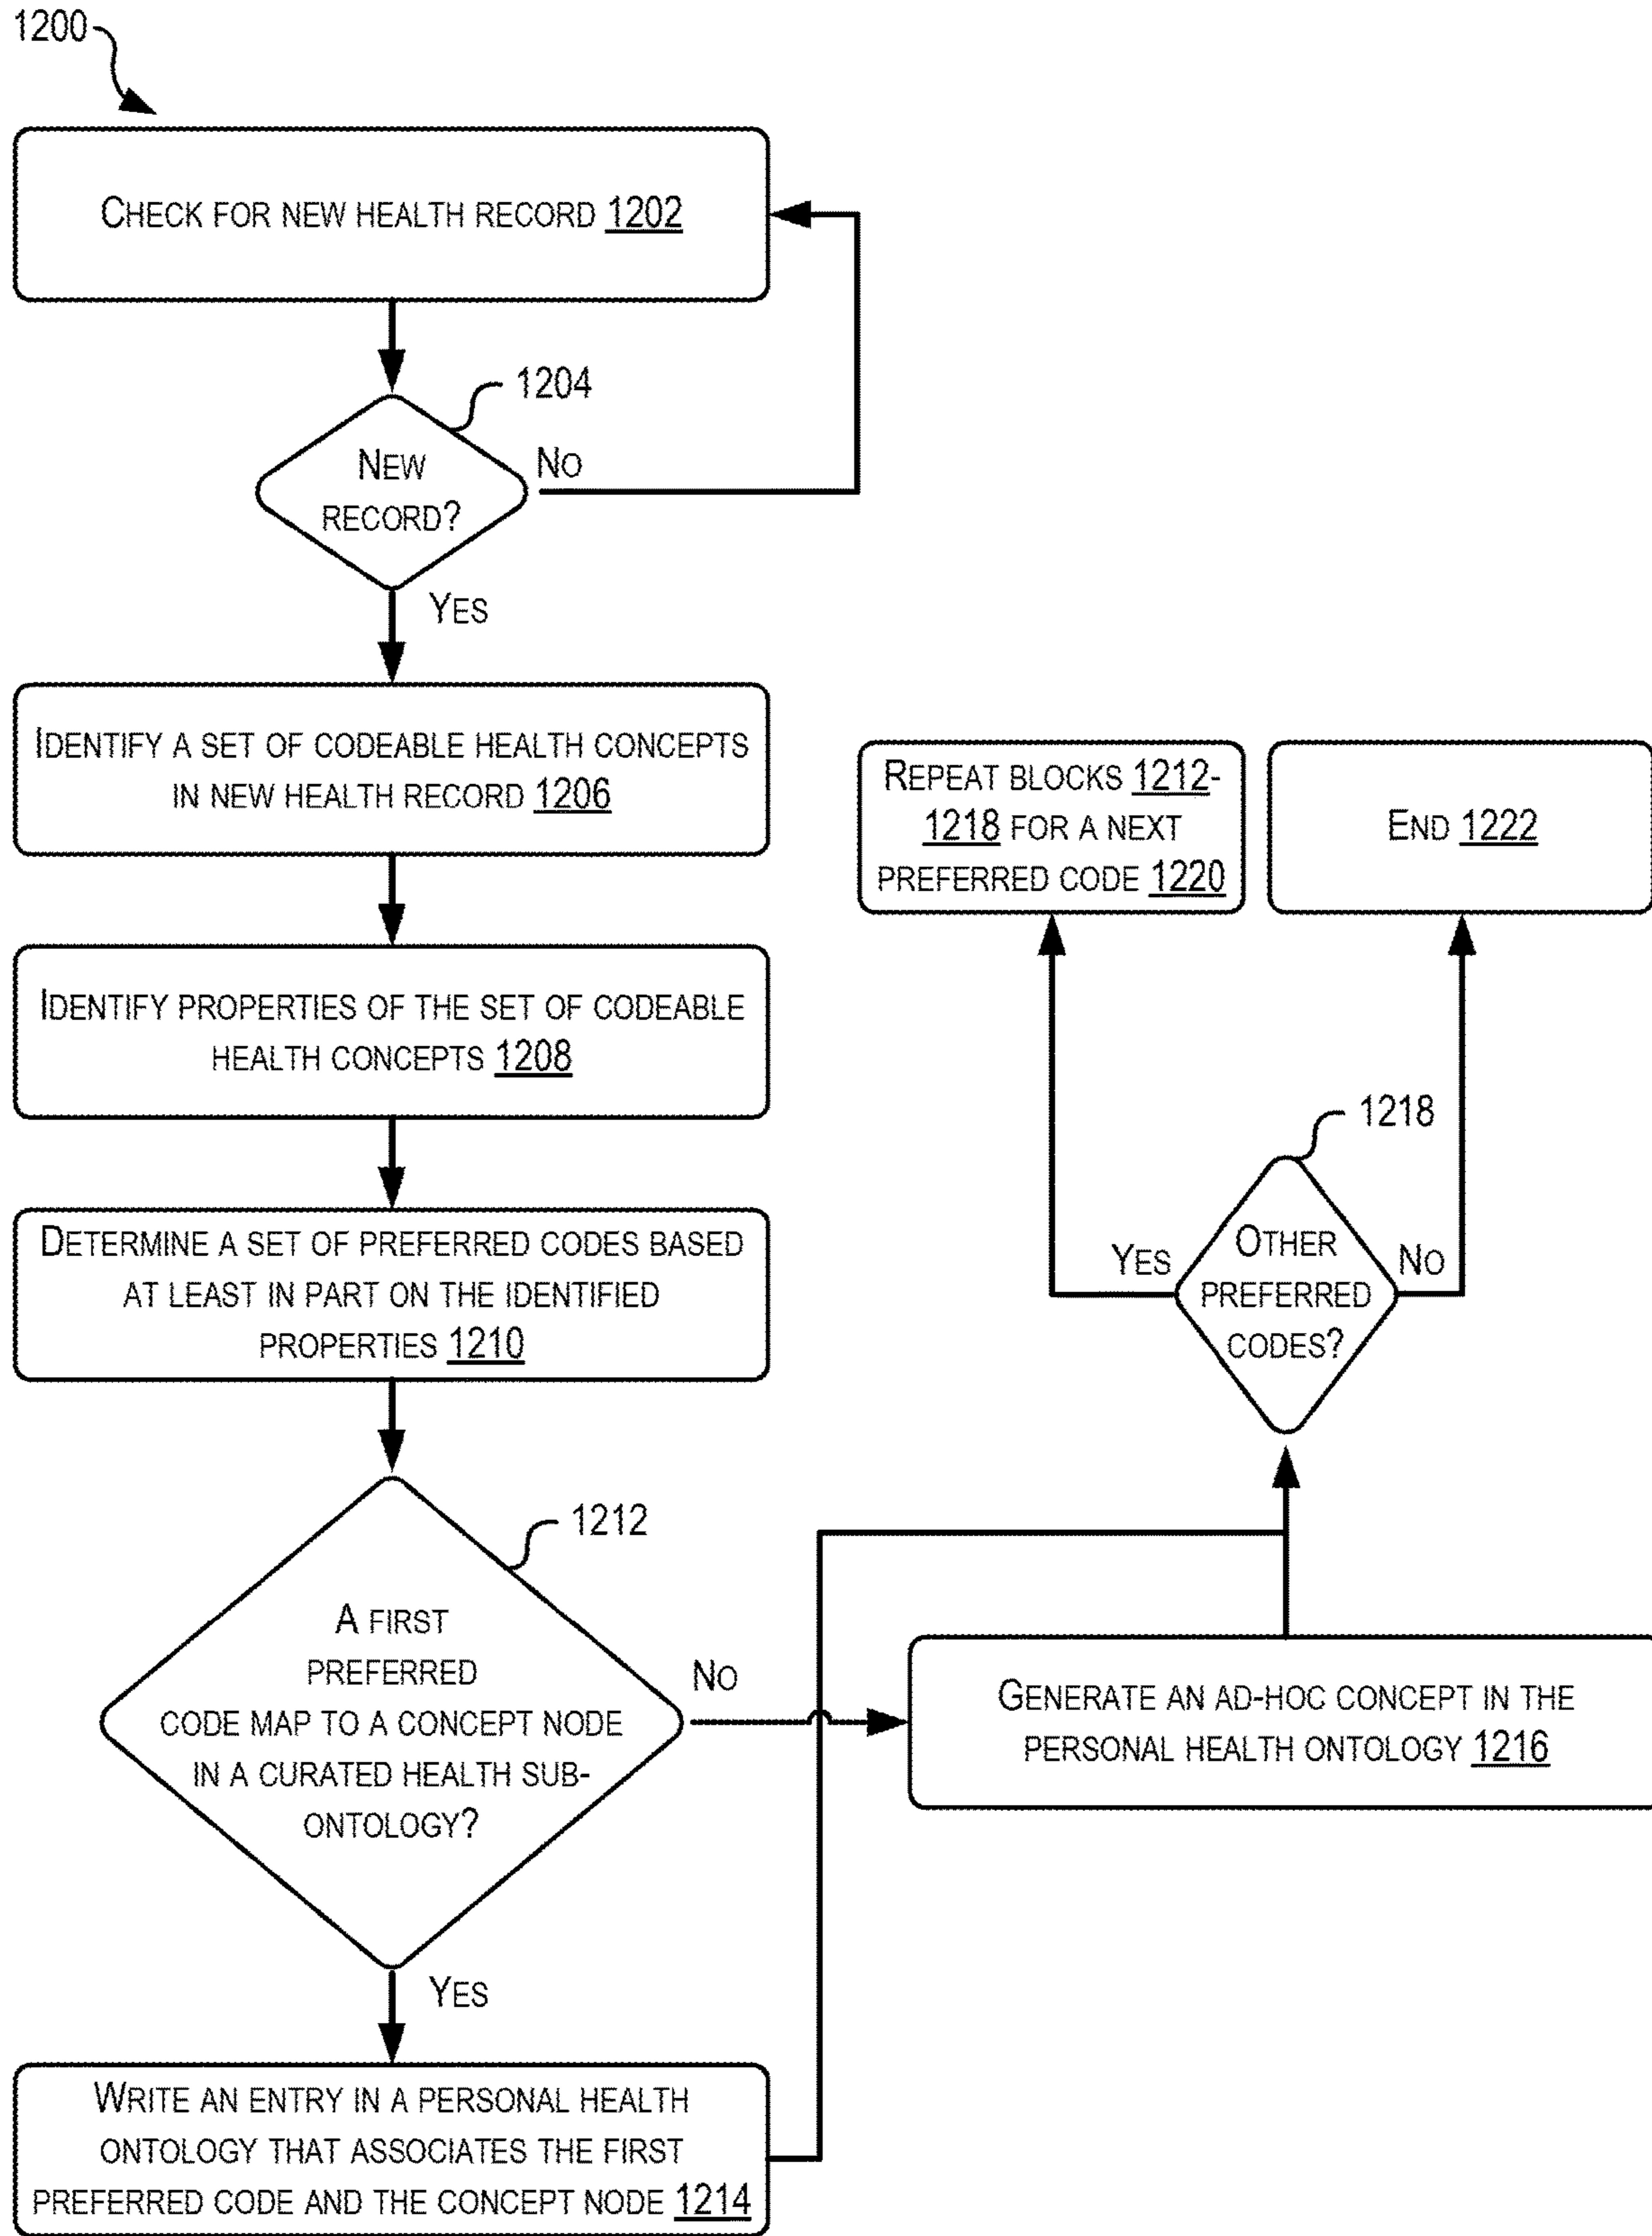 1200
CHECK FOR NEW HEALTH RECORD 1202
1204
NEW
RECORD?
NO
YES
IDENTIFY A SET OF CODEABLE HEALTH CONCEPTS
IN NEW HEALTH RECORD 1206
IDENTIFY PROPERTIES OF THE SET OF CODEABLE
HEALTH CONCEPTS 1208
DETERMINE A SET OF PREFERRED CODES BASED
AT LEAST IN PART ON THE IDENTIFIED
PROPERTIES 1210
1212
A FIRST
PREFERRED
CODE MAP TO A CONCEPT NODE
IN A CURATED HEALTH SUB-
ONTOLOGY?
NO
YES
WRITE AN ENTRY IN A PERSONAL HEALTH
ONTOLOGY THAT ASSOCIATES THE FIRST
PREFERRED CODE AND THE CONCEPT NODE 1214
GENERATE AN AD-HOC CONCEPT IN THE
PERSONAL HEALTH ONTOLOGY 1216
1218
OTHER
PREFERRED
CODES?
YES
NO
REPEAT BLOCKS 1212-
1218 FOR A NEXT
PREFERRED CODE 1220
END 1222